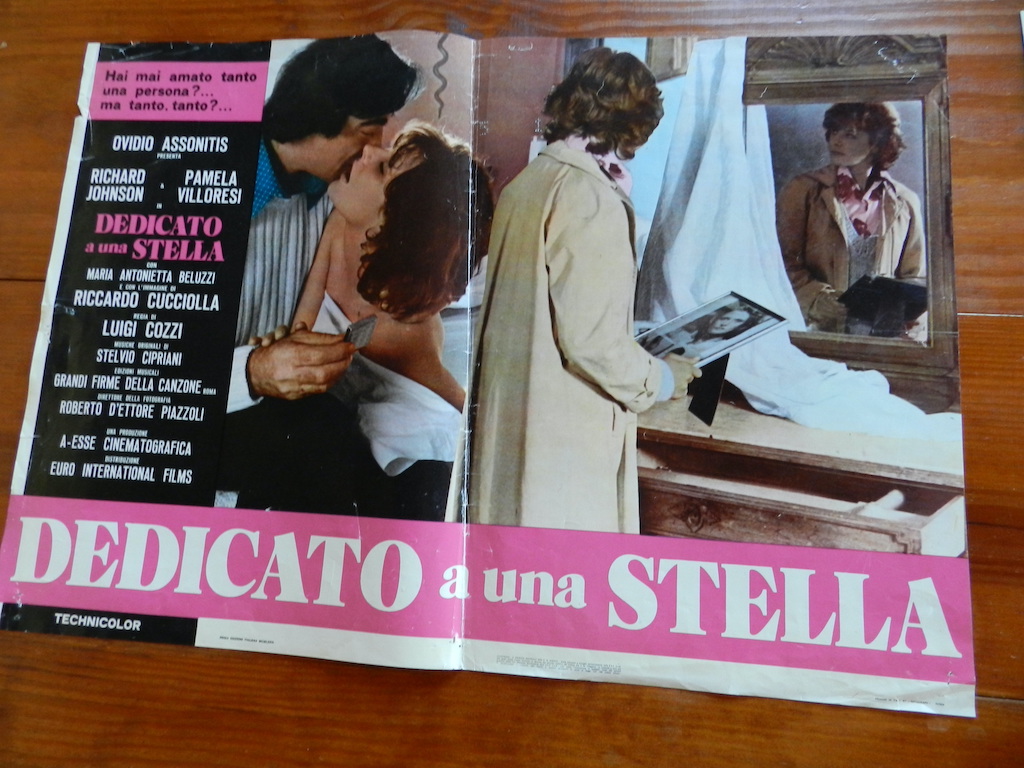 Hai mai amato tanto
una persona?...
ma tanto, tanto?...
OVIDIO ASSONITIS
PRESENTA
RICHARD JOHNSON & PAMELA VILLORESI
IN
DEDICATO
a una STELLA
CON
MARIA ANTONIETTA BELUZZI
E CON L'IMMAGINE DI
RICCARDO CUCCIOLLA
REGIA DI
LUIGI COZZI
MUSICHE ORIGINALI DI
STELVIO CIPRIANI
EDIZIONI MUSICALI
GRANDI FIRME DELLA CANZONE ROMA
DIRETTORE DELLA FOTOGRAFIA
ROBERTO D'ETTORE PIAZZOLI
UNA PRODUZIONE
A-ESSE CINEMATOGRAFICA
DISTRIBUZIONE
EURO INTERNATIONAL FILMS
DEDICATO a una STELLA
TECHNICOLOR